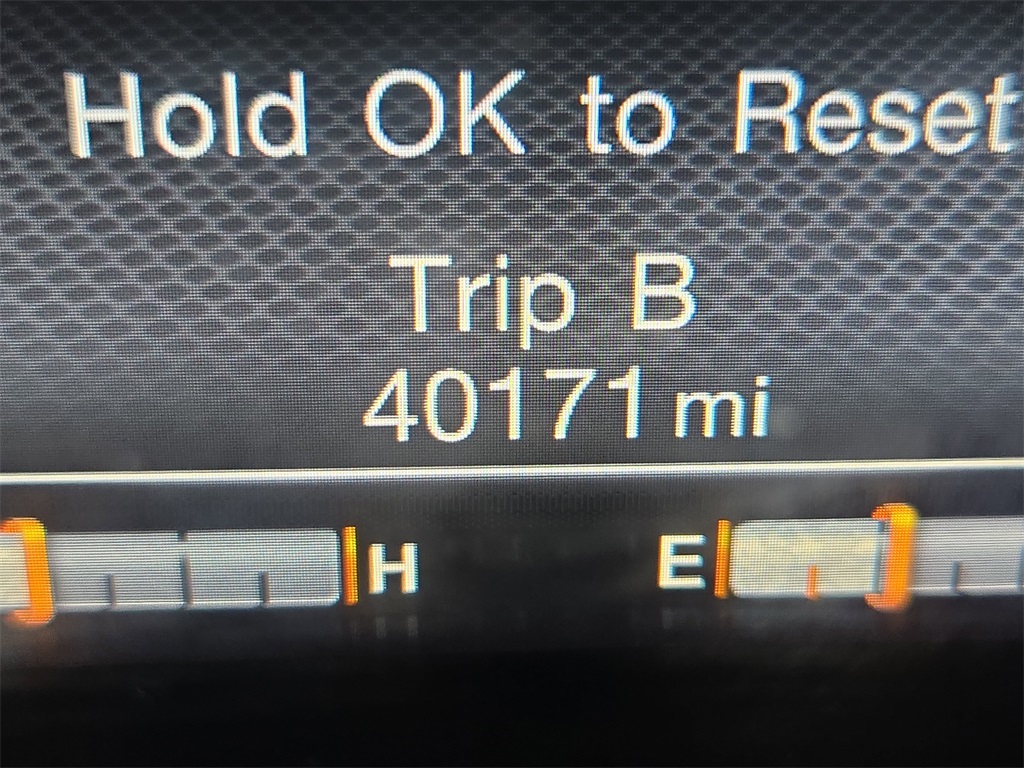 Hold OK to Reset
Trip B
40171 mi
H E